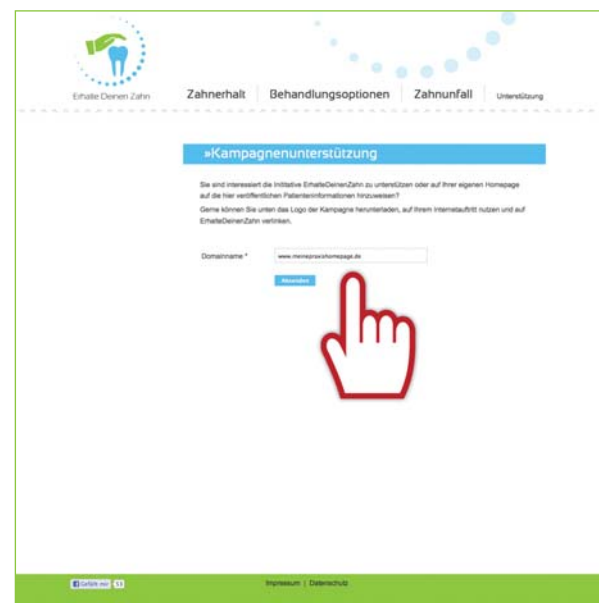 Erhalte Deinen Zahn
Zahnerhalt Behandlungsoptionen Zahnunfall Unterstützung
»Kampagnenunterstützung
Sie sind interessiert die Inititative ErhalteDeinenZahn zu unterstützen oder auf Ihrer eigenen Homepage
auf die hier veröffentlichen Patienteninformationen hinzuweisen?
Gerne können Sie unten das Logo der Kampagne herunterladen, auf Ihrem Internetauftritt nutzen und auf
ErhalteDeinenZahn verlinken.
Domainname * www.meinepraxishomepage.de
Absenden
Gefällt mir 53
Impressum | Datenschutz